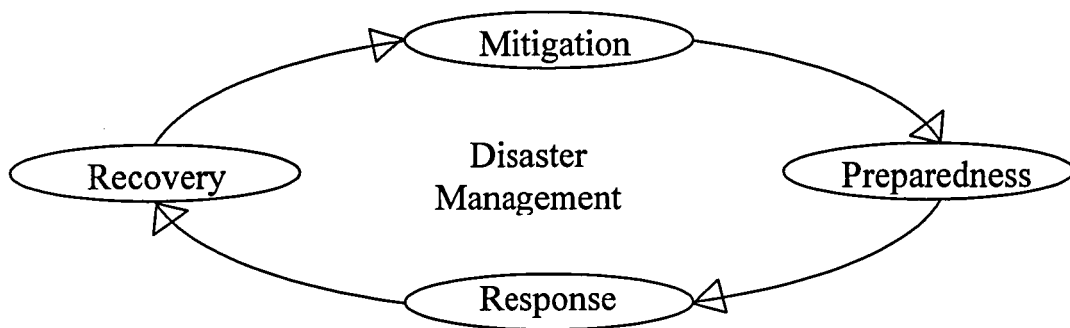 Mitigation
Recovery
Disaster
Management
Preparedness
Response